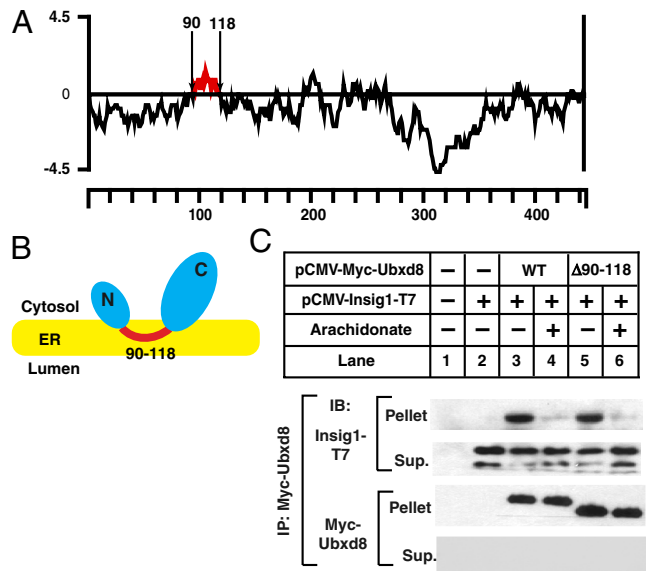 A
4.5
90 118
0
-4.5
100 200 300 400
B
N
C
Cytosol
ER
90-118
Lumen
C
pCMV-Myc-Ubxd8 – – WT Δ90-118
pCMV-Insig1-T7 – + + + + +
Arachidonate – – – + – +
Lane 1 2 3 4 5 6
IP: Myc-Ubxd8
IB:
Insig1-
T7
Pellet
Sup.
Myc-
Ubxd8
Pellet
Sup.